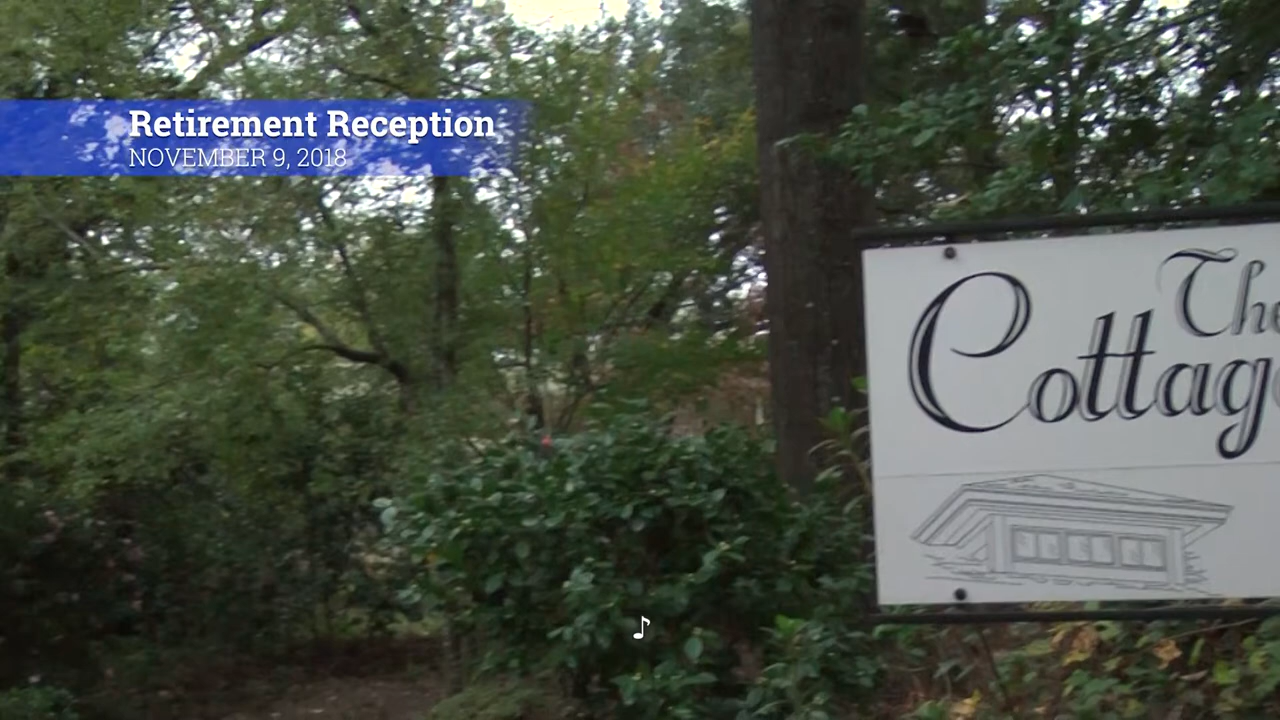 Retirement Reception
NOVEMBER 9, 2018
The
Cottag
♪